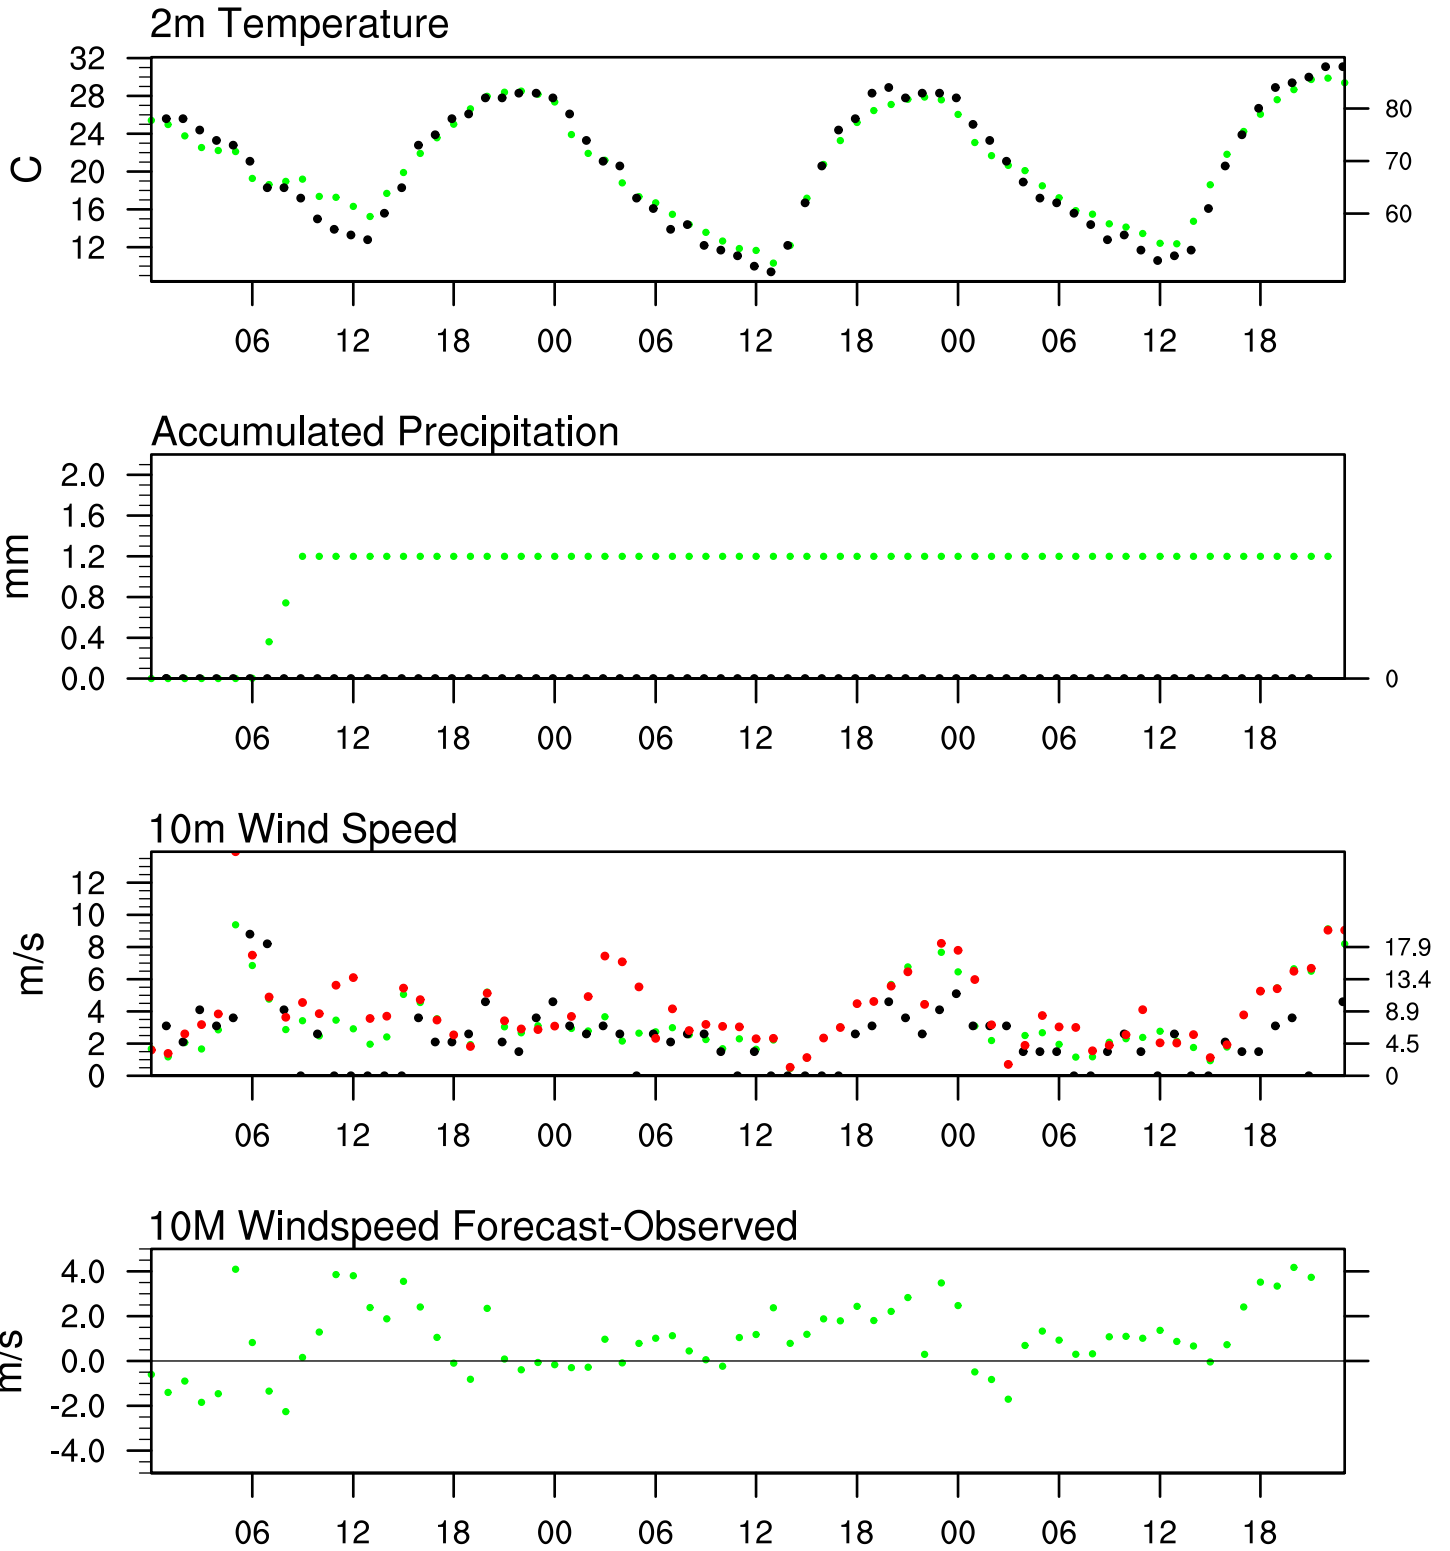 2m Temperature
32
28
24
20
16
12
C
80
70
60
06 12 18 00 06 12 18 00 06 12 18
Accumulated Precipitation
2.0
1.6
1.2
0.8
0.4
0.0
mm
0
06 12 18 00 06 12 18 00 06 12 18
10m Wind Speed
12
10
8
6
4
2
0
m/s
17.9
13.4
8.9
4.5
0
06 12 18 00 06 12 18 00 06 12 18
10M Windspeed Forecast-Observed
4.0
2.0
0.0
-2.0
-4.0
m/s
06 12 18 00 06 12 18 00 06 12 18